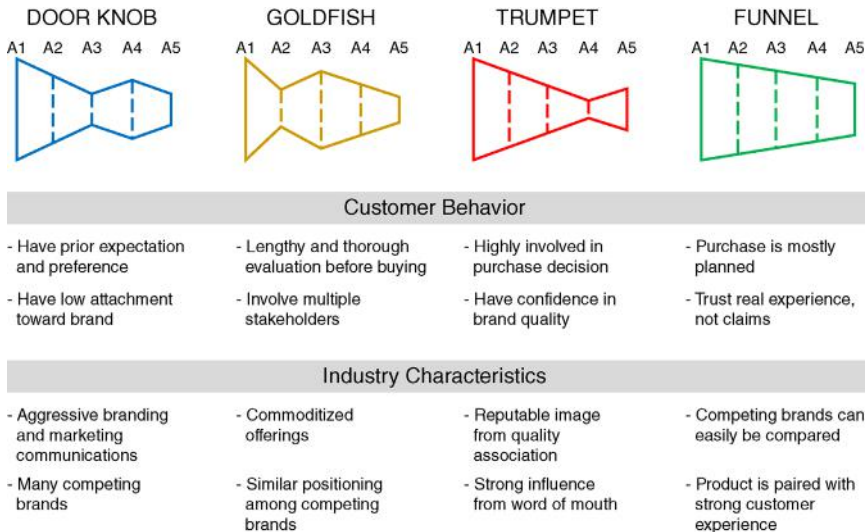 DOOR KNOB
GOLDFISH
TRUMPET
FUNNEL
A1 A2 A3 A4 A5
A1 A2 A3 A4 A5
A1 A2 A3 A4 A5
A1 A2 A3 A4 A5
Customer Behavior
- Have prior expectation
and preference
- Have low attachment
toward brand
- Lengthy and thorough
evaluation before buying
- Involve multiple
stakeholders
- Highly involved in
purchase decision
- Have confidence in
brand quality
- Purchase is mostly
planned
- Trust real experience,
not claims
Industry Characteristics
- Aggressive branding
and marketing
communications
- Many competing
brands
- Commoditized
offerings
- Similar positioning
among competing
brands
- Reputable image
from quality
association
- Strong influence
from word of mouth
- Competing brands can
easily be compared
- Product is paired with
strong customer
experience